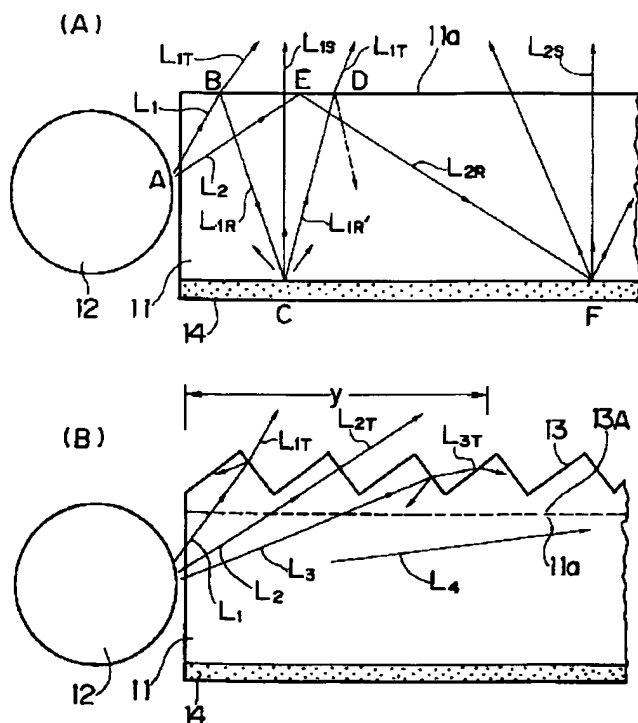 (A)
L1T L1S L1T 11a L2S
B E D
L1
A
L2 L2R
L1R L1R'
12 11 14 C F
(B)
y
L1T L2T L3T 13 13A
L1 L2 L3 L4 11a
12 11 14